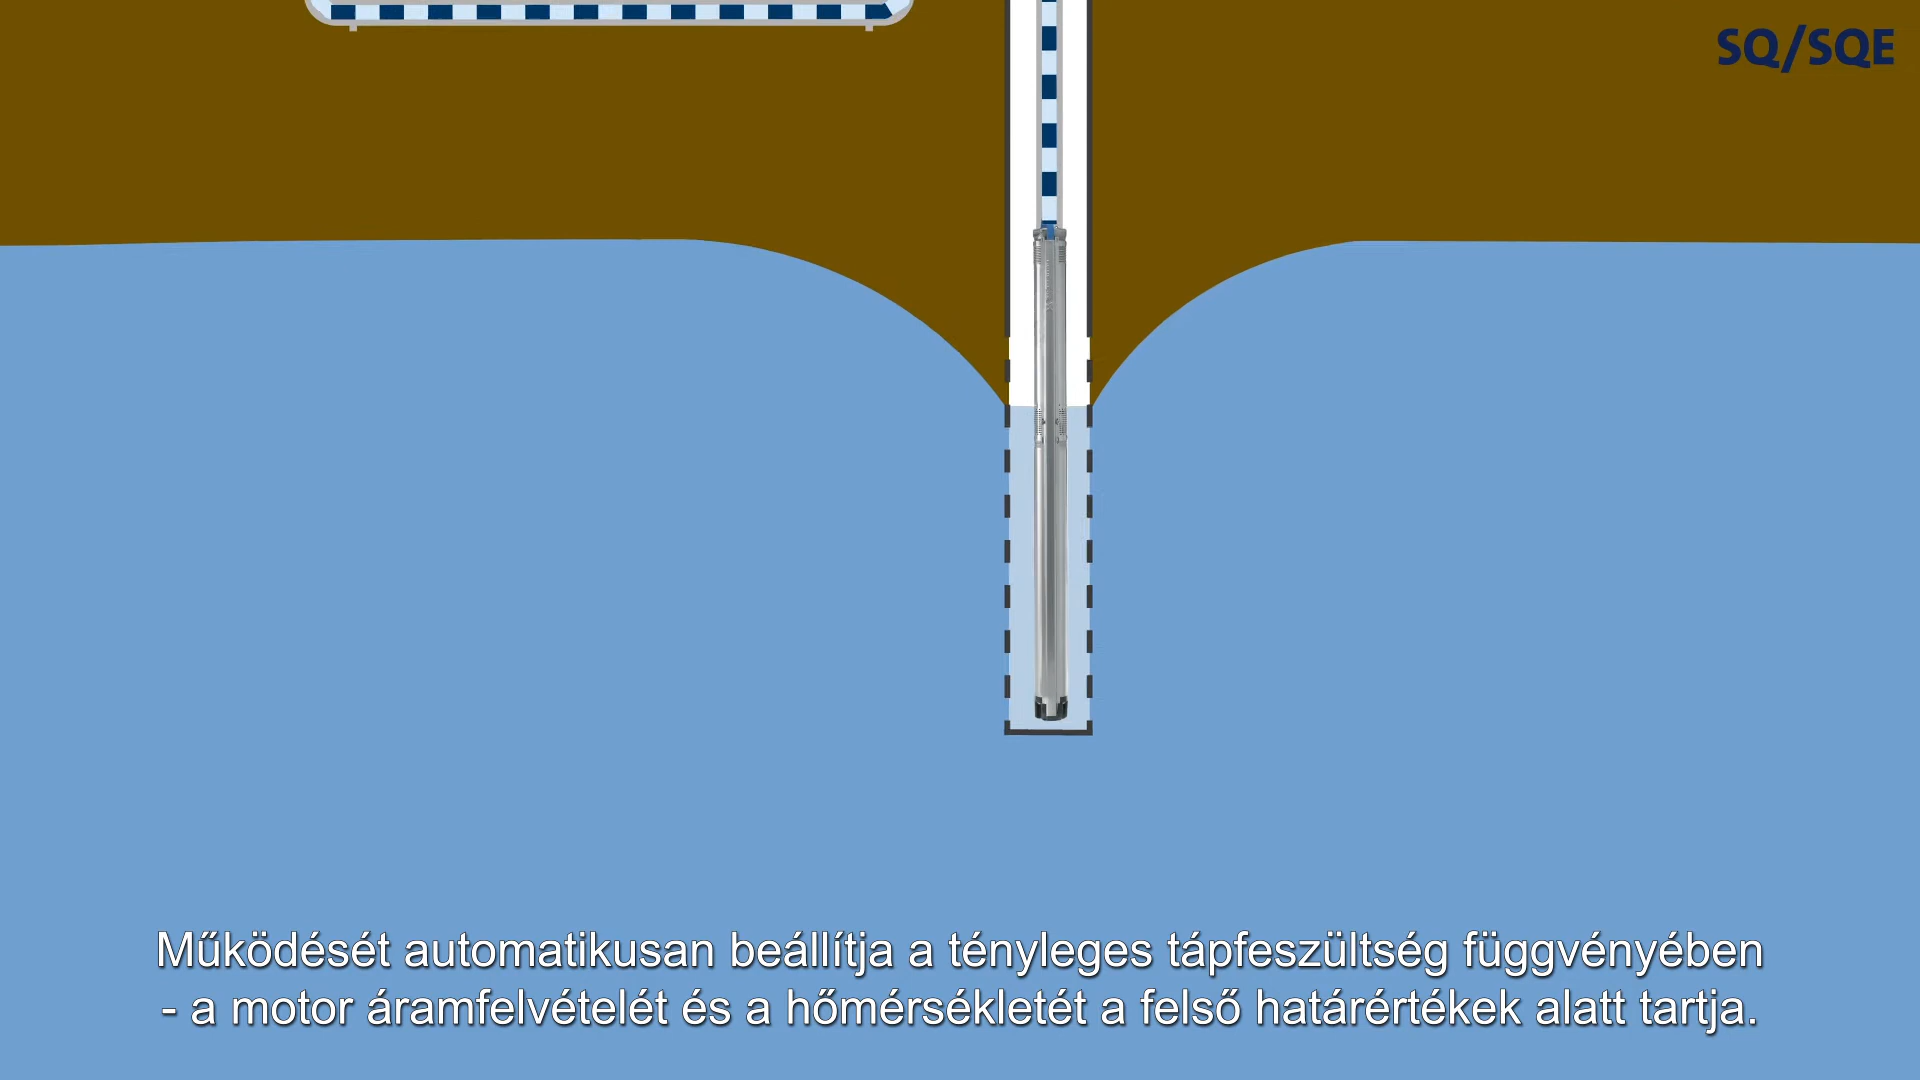 SQ/SQE
Működését automatikusan beállítja a tényleges tápfeszültség függvényében
- a motor áramfelvételét és a hőmérsékletét a felső határértékek alatt tartja.